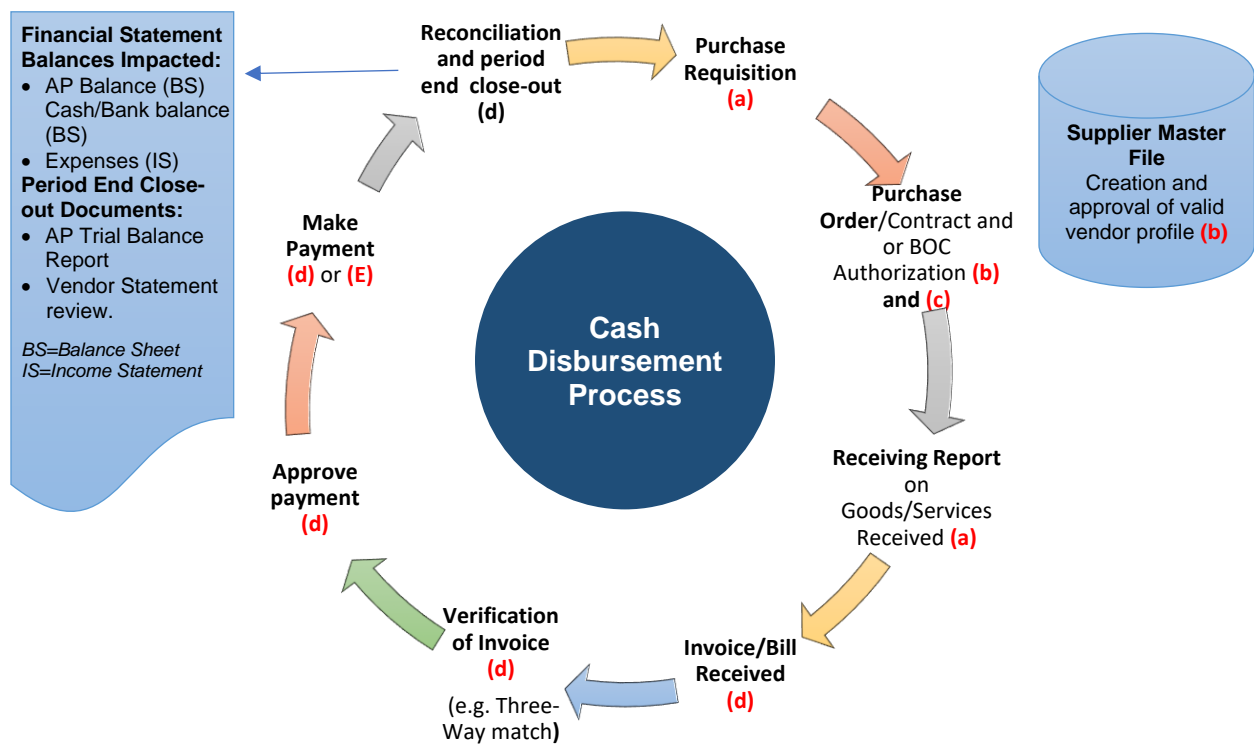 Financial Statement
Balances Impacted:
• AP Balance (BS)
Cash/Bank balance
(BS)
• Expenses (IS)
Period End Close-
out Documents:
• AP Trial Balance
Report
• Vendor Statement
review.
BS=Balance Sheet
IS=Income Statement
Reconciliation
and period
end close-out
(d)
Purchase
Requisition
(a)
Purchase
Order/Contract and
or BOC
Authorization (b)
and (c)
Receiving Report
on
Goods/Services
Received (a)
Invoice/Bill
Received
(d)
Verification
of Invoice
(d)
(e.g. Three-
Way match)
Approve
payment
(d)
Make
Payment
(d) or (E)
Cash
Disbursement
Process
Supplier Master
File
Creation and
approval of valid
vendor profile (b)